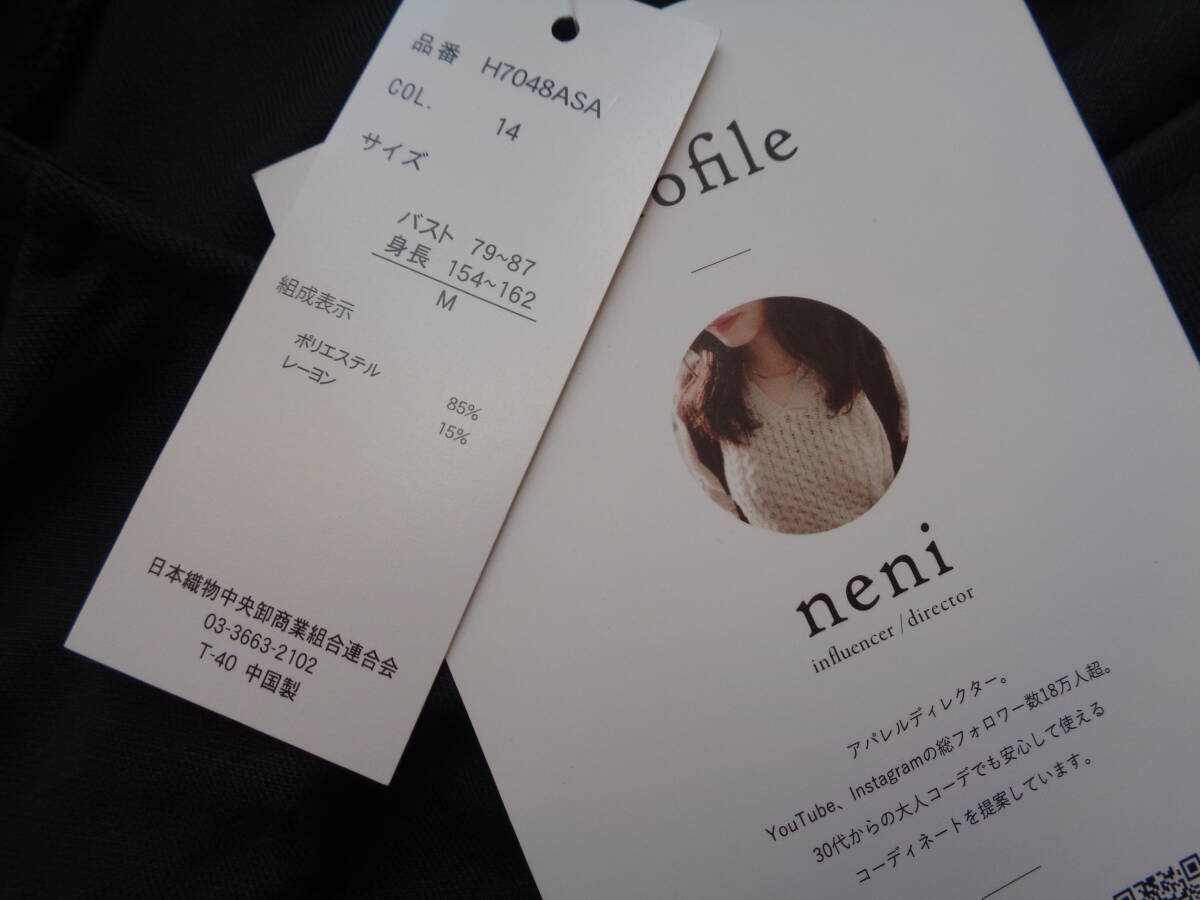 品番 H7048ASA
COL. 14
サイズ
バスト 79~87
身長 154~162
M
組成表示
ポリエステル 85%
レーヨン 15%
日本織物中央卸商業組合連合会
03-3663-2102
T-40 中国製
ofile
neni
influencer / director
アパレルディレクター。
YouTube、Instagramの総フォロワー数18万人超。
30代からの大人コーデでも安心して使える
コーディネートを提案しています。